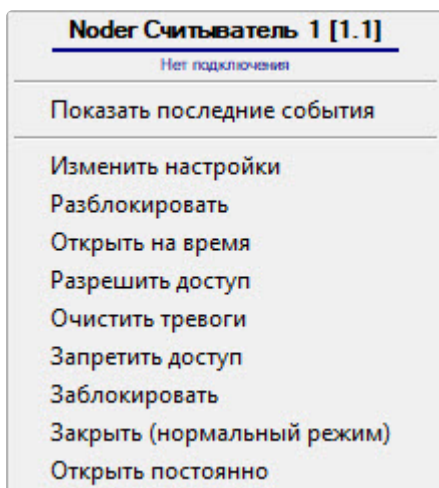 Noder Считыватель 1 [1.1]
Нет подключения
Показать последние события
Изменить настройки
Разблокировать
Открыть на время
Разрешить доступ
Очистить тревоги
Запретить доступ
Заблокировать
Закрыть (нормальный режим)
Открыть постоянно